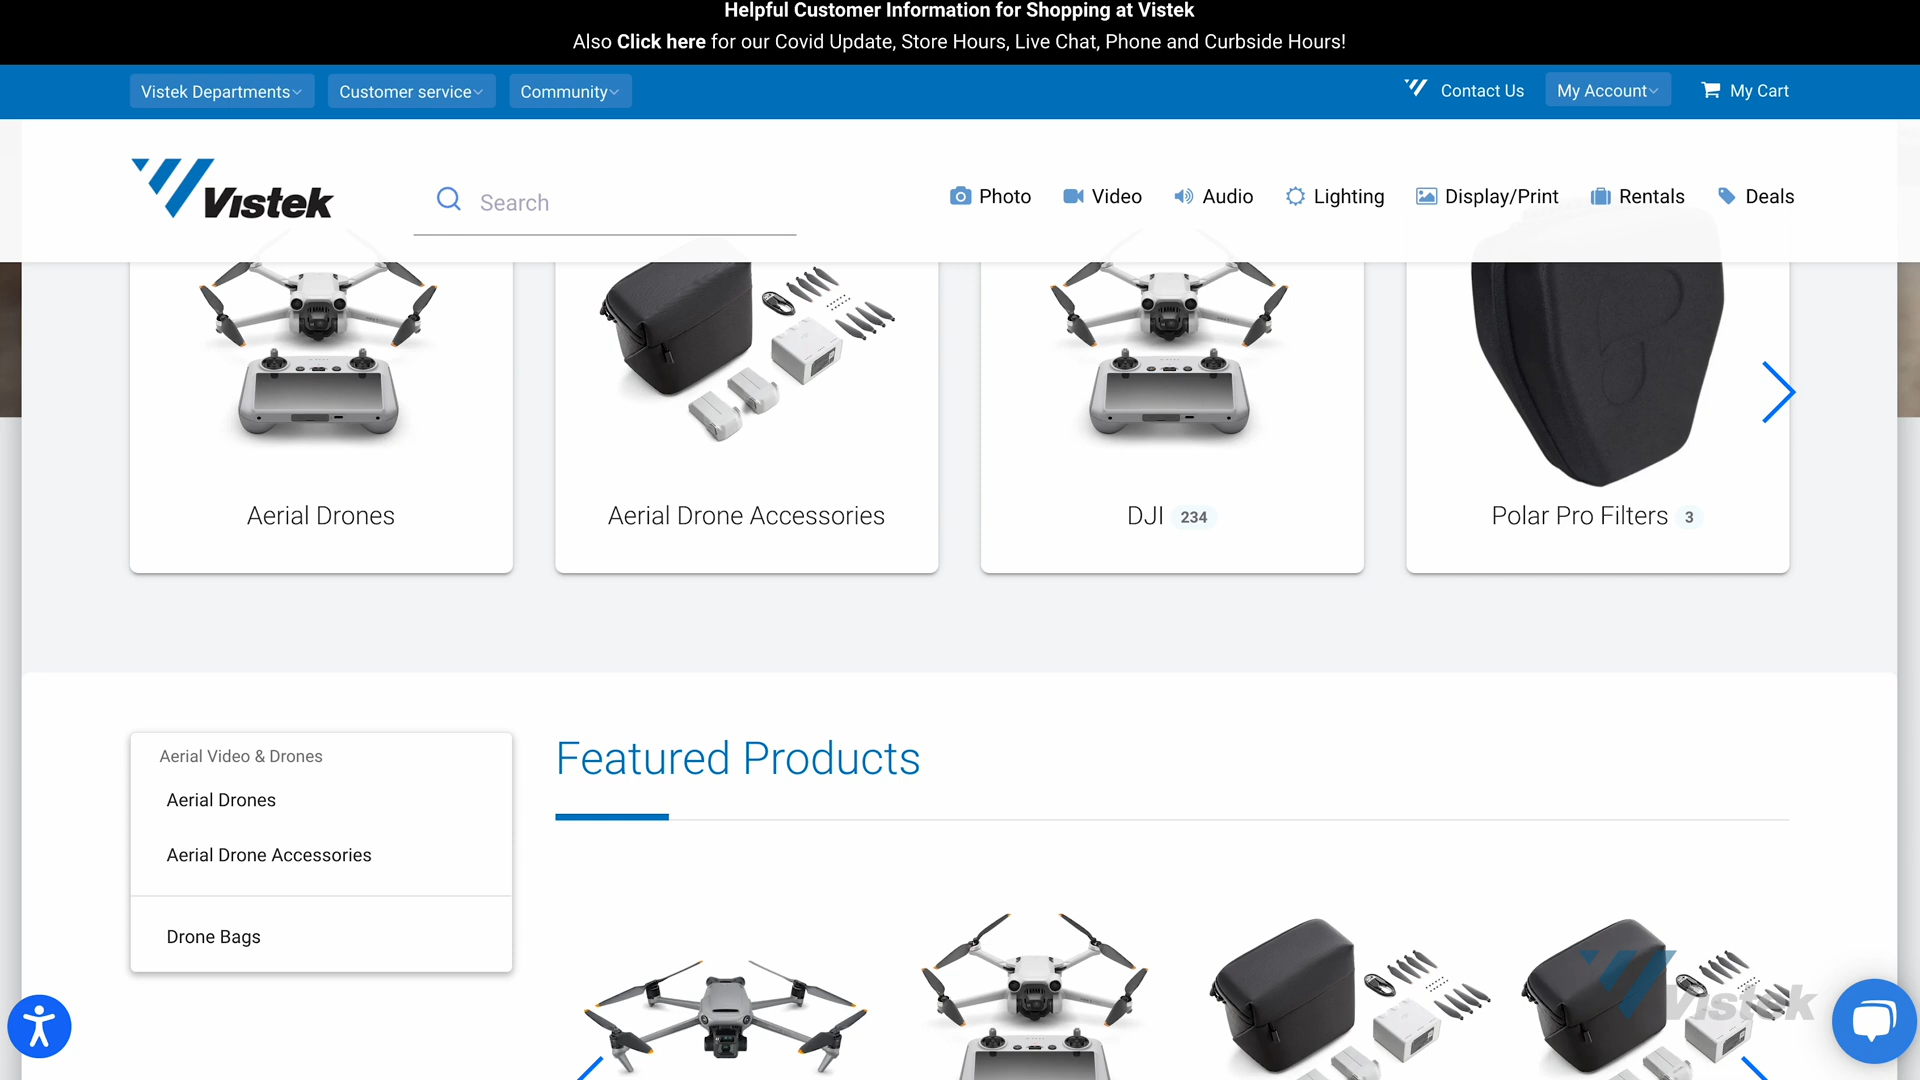 Helpful Customer Information for Shopping at Vistek
Also Click here for our Covid Update, Store Hours, Live Chat, Phone and Curbside Hours!
Vistek Departments
Customer service
Community
Contact Us
My Account
My Cart
Vistek
Search
Photo
Video
Audio
Lighting
Display/Print
Rentals
Deals
Aerial Drones
Aerial Drone Accessories
DJI 234
Polar Pro Filters 3
Aerial Video & Drones
Aerial Drones
Aerial Drone Accessories
Drone Bags
Featured Products
Vistek